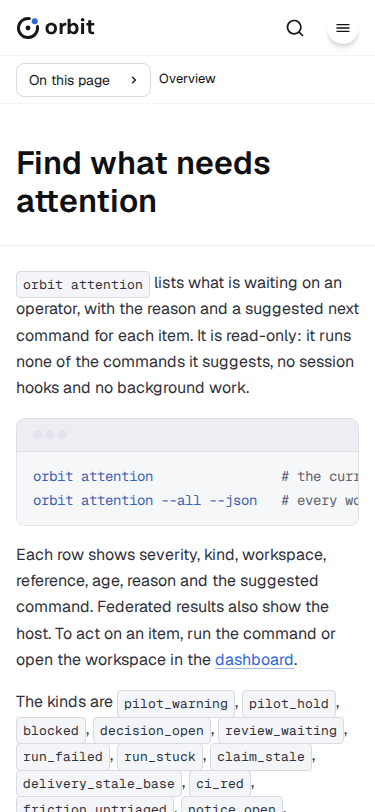 orbit
On this page
Overview
Find what needs
attention
orbit attention lists what is waiting on an
operator, with the reason and a suggested next
command for each item. It is read-only: it runs
none of the commands it suggests, no session
hooks and no background work.
orbit attention # the curr
orbit attention --all --json # every wo
Each row shows severity, kind, workspace,
reference, age, reason and the suggested
command. Federated results also show the
host. To act on an item, run the command or
open the workspace in the dashboard.
The kinds are pilot_warning, pilot_hold,
blocked, decision_open, review_waiting,
run_failed, run_stuck, claim_stale,
delivery_stale_base, ci_red,
friction_untriaged, notice_open,